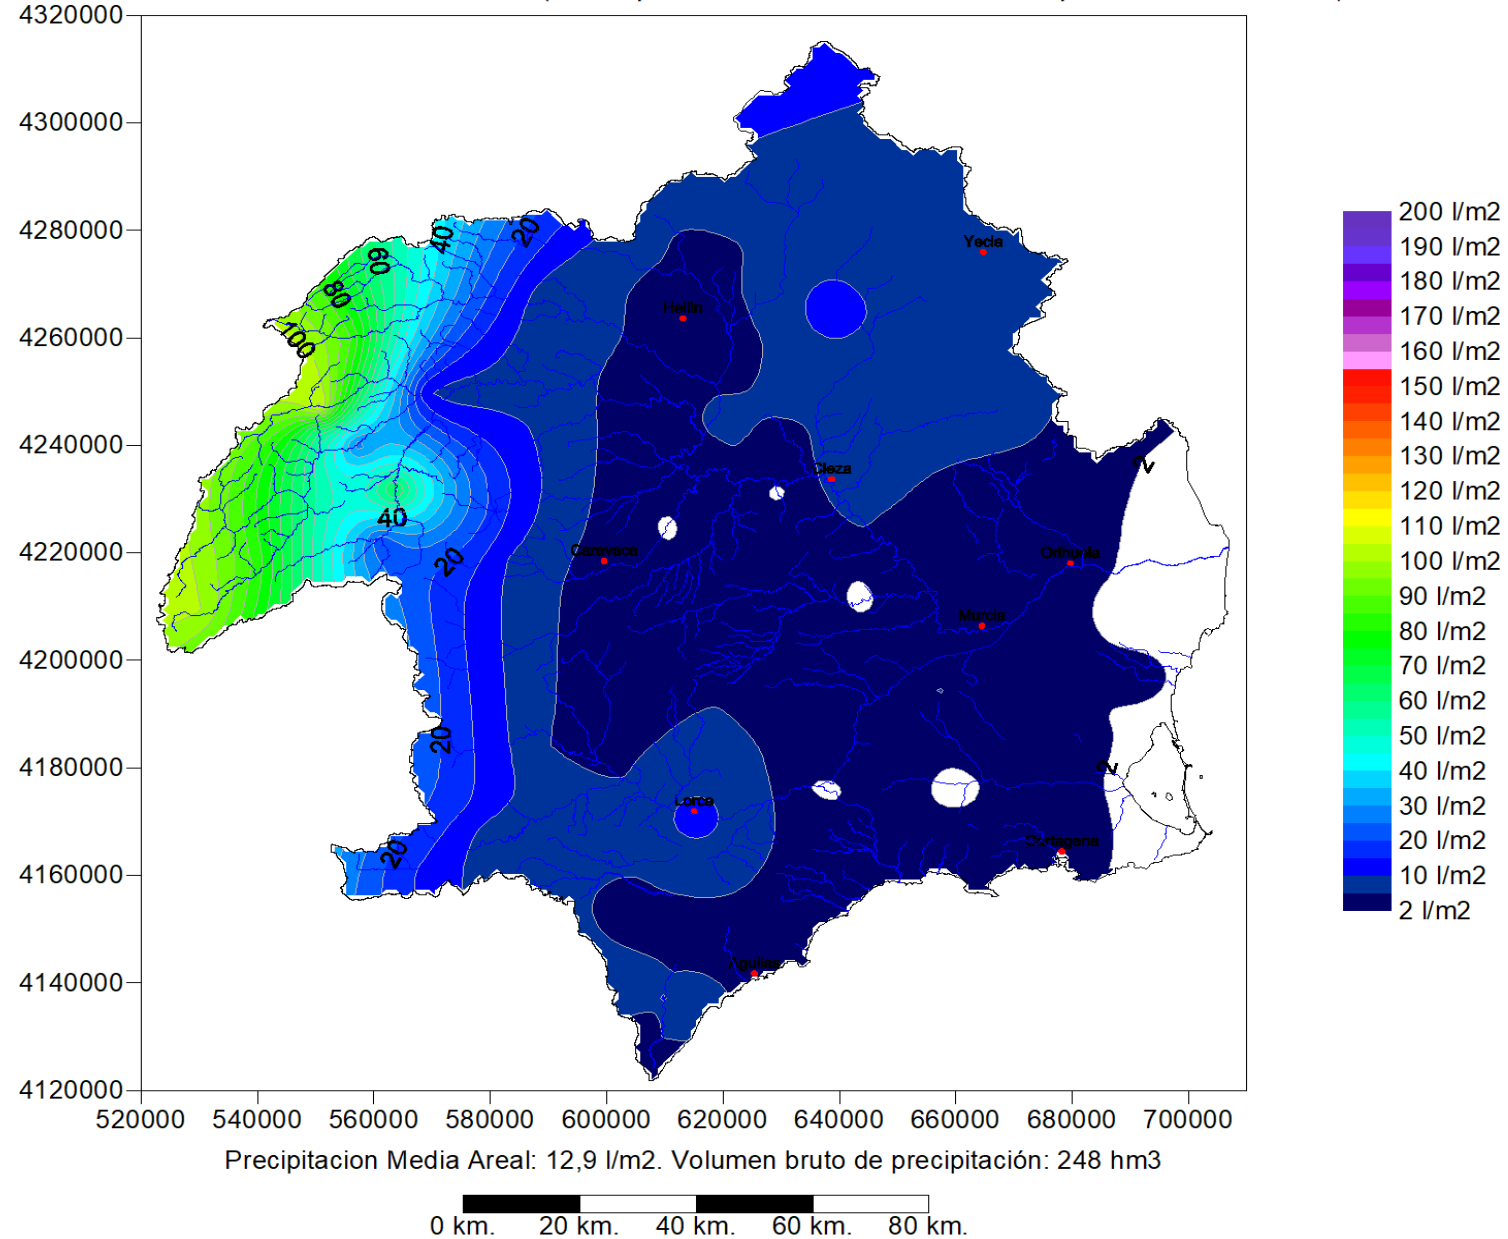 4320000
4300000
4280000
4260000
4240000
4220000
4200000
4180000
4160000
4140000
4120000
520000 540000 560000 580000 600000 620000 640000 660000 680000 700000
100
80
60
40
20
40
20
20
20
2
2
Yecla
Hellin
Cieza
Caravaca
Orihuela
Murcia
Lorca
Cartagena
Aguilas
200 l/m2
190 l/m2
180 l/m2
170 l/m2
160 l/m2
150 l/m2
140 l/m2
130 l/m2
120 l/m2
110 l/m2
100 l/m2
90 l/m2
80 l/m2
70 l/m2
60 l/m2
50 l/m2
40 l/m2
30 l/m2
20 l/m2
10 l/m2
2 l/m2
Precipitacion Media Areal: 12,9 l/m2. Volumen bruto de precipitación: 248 hm3
0 km. 20 km. 40 km. 60 km. 80 km.